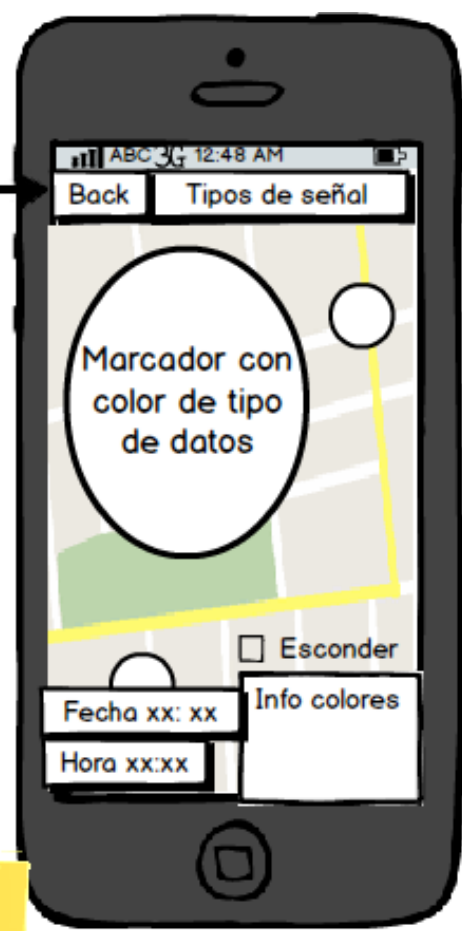 ABC 3G 12:48 AM
Back
Tipos de señal
Marcador con
color de tipo
de datos
Esconder
Fecha xx: xx
Info colores
Hora xx:xx